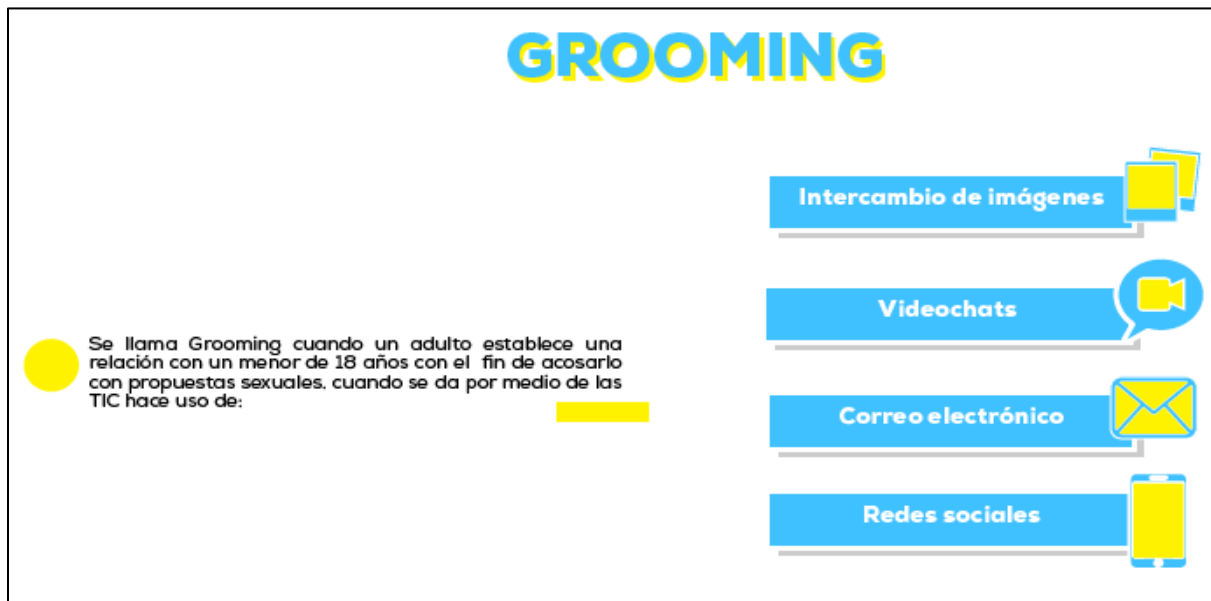 GROOMING
Se llama Grooming cuando un adulto establece una
relación con un menor de 18 años con el fin de acosarlo
con propuestas sexuales. cuando se da por medio de las
TIC hace uso de:
Intercambio de imágenes
Videochats
Correo electrónico
Redes sociales